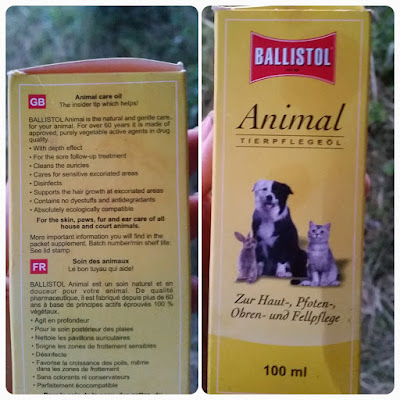 GB
Animal care oil
The insider tip which helps!
BALLISTOL Animal is the natural and gentle care
for your animal. For over 60 years it is made of
approved, purely vegetable active agents in drug
quality.
• With depth effect
• For the sore follow-up treatment
• Cleans the auricles
• Cares for sensitive excoriated areas
• Disinfects
• Supports the hair growth at excoriated areas
• Contains no dyestuffs and antidegradants
• Absolutely ecologically compatible
For the skin, paws, fur and ear care of all
house and court animals.
More important information you will find in the
packet supplement. Batch number/min shelf life:
See lid stamp.
FR
Soin des animaux
Le bon tuyau qui aide!
BALLISTOL Animal est un soin naturel et en
douceur pour votre animal. De qualité
pharmaceutique, il est fabriqué depuis plus de 60
ans à base de principes actifs éprouvés 100 %
végétaux.
• Agit en profondeur
• Pour le soin postérieur des plaies
• Nettoie les pavillons auriculaires
• Soigne les zones de frottement sensibles
• Désinfecte
• Favorise la croissance des poils, même
dans les zones de frottement
• Sans colorants ni conservateurs
• Parfaitement écocompatible
BALLISTOL
Animal
TIERPFLEGEÖL
Zur Haut-, Pfoten-,
Ohren- und Fellpflege
100 ml